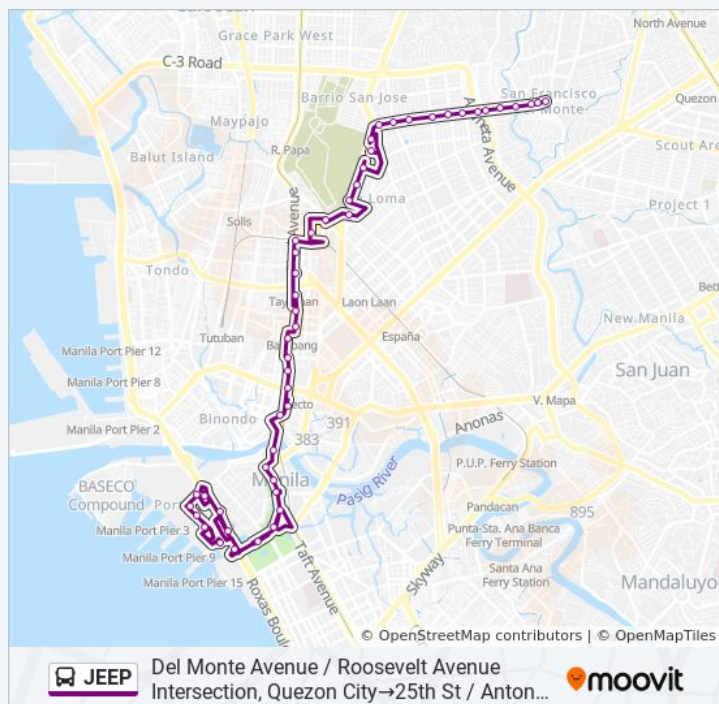 Grace Park West
North Avenue
C-3 Road
Barrio San Jose
San Francisco
Del Monte
Quezon
Maypajo
Balut Island
R. Papa
Avenue
Scout Area
Loma
Project 1
Solis
Avenue
Tondo
Laon Laan
New Manila
Tutuban
España
Manila Port Pier 12
San Juan
Manila Port Pier 8
V. Mapa
Binondo
391
Anonas
Manila Port Pier 2
383
Manila
P.U.P. Ferry Station
BASECO
Compound
Pasig River
Pandacan
895
Manila Port Pier 3
Punta-Sta. Ana Banca
Ferry Terminal
Manila Port Pier 9
Taft Avenue
Skyway
Santa Ana
Ferry Station
Manila Port Pier 15
Mandaluyo
Roxas Boule
© OpenStreetMap contributors | © OpenMapTiles
JEEP
Del Monte Avenue / Roosevelt Avenue
Intersection, Quezon City→25th St / Anton...
moovit